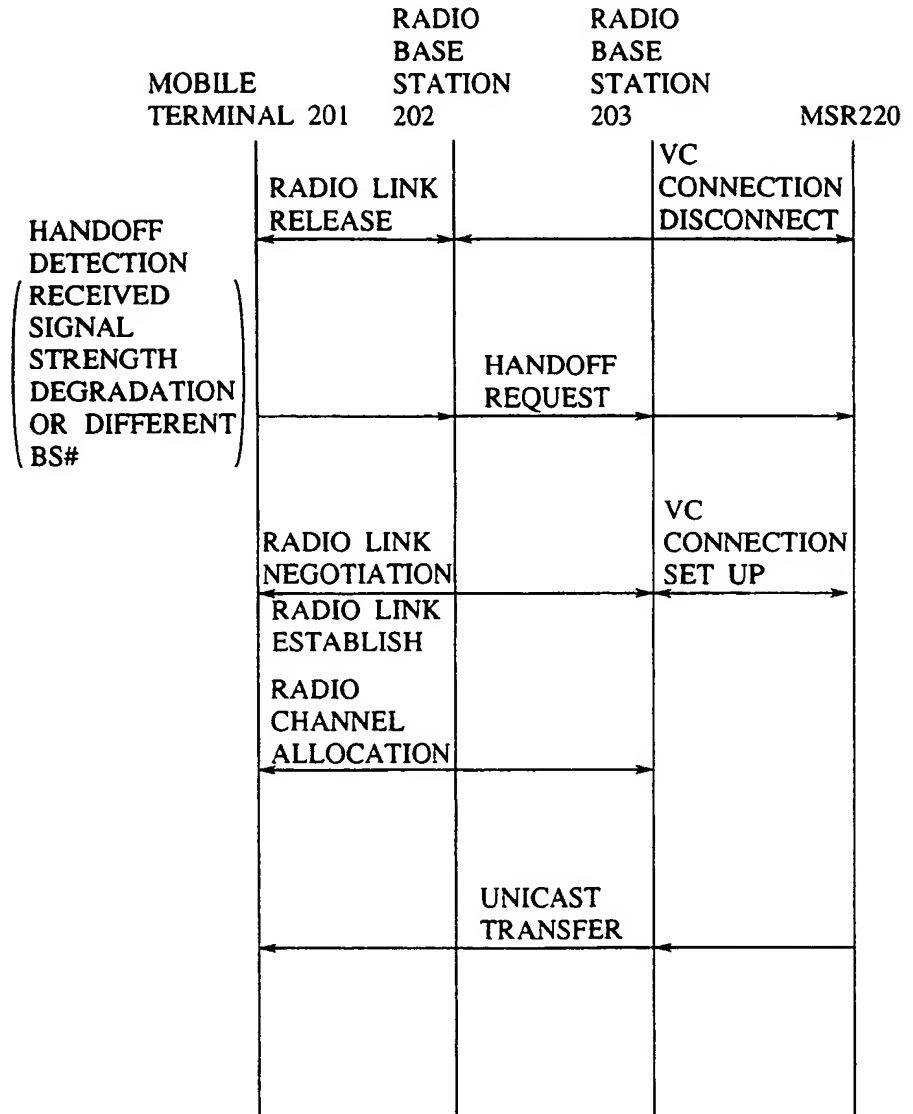 RADIO
BASE
STATION
202
RADIO
BASE
STATION
203
MOBILE
TERMINAL 201
MSR220
RADIO LINK
RELEASE
VC
CONNECTION
DISCONNECT
HANDOFF
DETECTION
RECEIVED
SIGNAL
STRENGTH
DEGRADATION
OR DIFFERENT
BS#
HANDOFF
REQUEST
RADIO LINK
NEGOTIATION
VC
CONNECTION
SET UP
RADIO LINK
ESTABLISH
RADIO
CHANNEL
ALLOCATION
UNICAST
TRANSFER